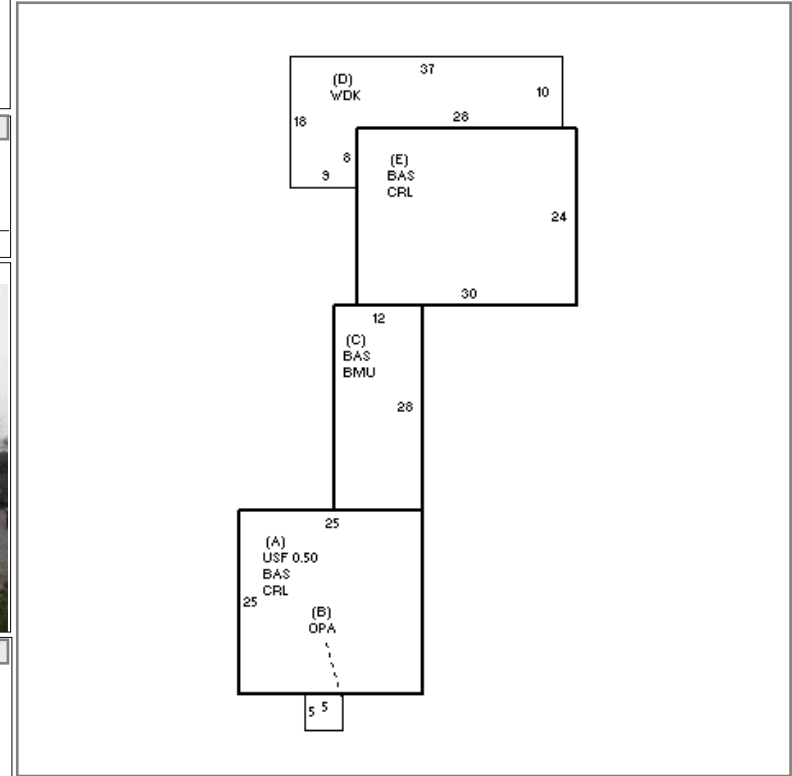 37
(D)
WDK
10
28
18
8
9
(E)
BAS
CRL
24
30
12
(C)
BAS
BMU
28
25
(A)
USF 0.50
BAS
CRL
25
(B)
OPA
5 5